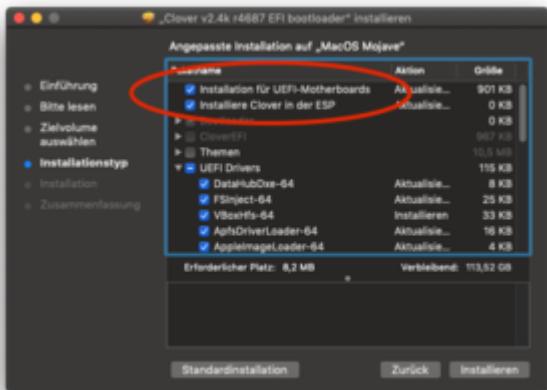 „Clover v2.4k r4687 EFI bootloader“ installieren
Angepasste Installation auf „MacOS Mojave“
Paketname Aktion Größe
Installation für UEFI-Motherboards Aktualisie... 901 KB
Installiere Clover in der ESP Aktualisie... 0 KB
Bootloader 0 KB
CloverEFI 967 KB
Themen 10,5 MB
UEFI Drivers 115 KB
DataHubDxe-64 Aktualisie... 8 KB
FSInject-64 Aktualisie... 25 KB
VBoxHfs-64 Installieren 33 KB
ApfsDriverLoader-64 Aktualisie... 16 KB
AppleImageLoader-64 Aktualisie... 4 KB
Einführung
Bitte lesen
Zielvolume
auswählen
Installationstyp
Installation
Zusammenfassung
Erforderlicher Platz: 8,2 MB Verbleibend: 113,52 GB
Standardinstallation Zurück Installieren